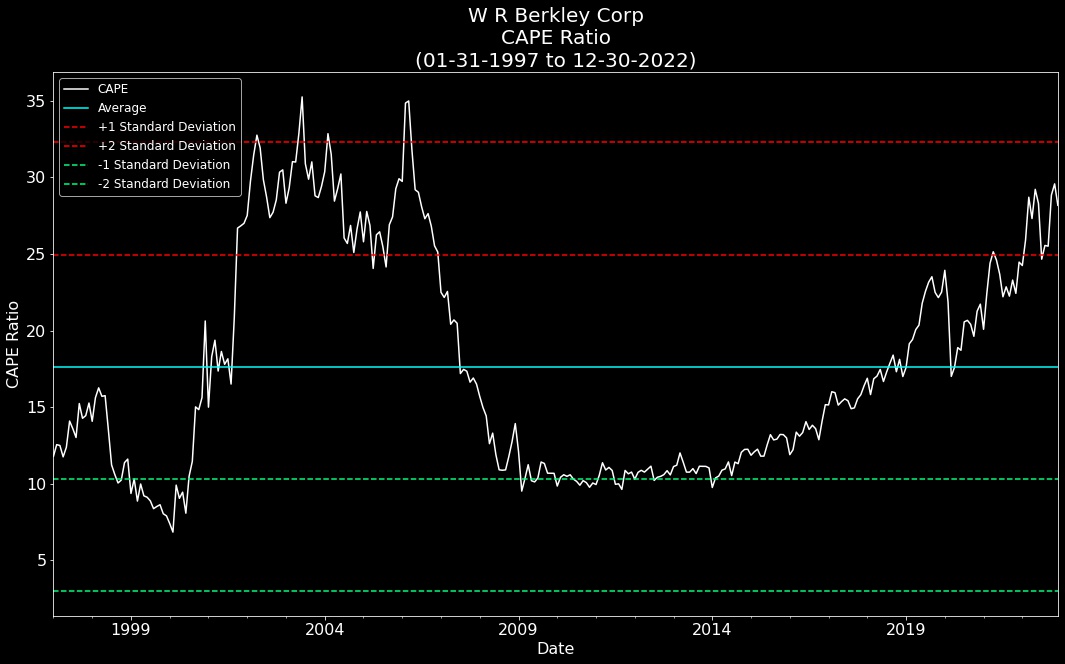 W R Berkley Corp
CAPE Ratio
(01-31-1997 to 12-30-2022)
CAPE
Average
+1 Standard Deviation
+2 Standard Deviation
-1 Standard Deviation
-2 Standard Deviation
CAPE Ratio
35
30
25
20
15
10
5
1999
2004
2009
2014
2019
Date